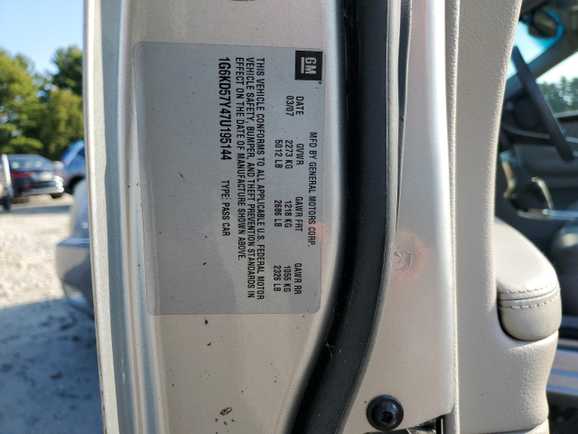 GM
MFD BY GENERAL MOTORS CORP.
DATE GVWR GAWR FRT GAWR RR
03/07 2273 KG 1218 KG 1055 KG
5012 LB 2686 LB 2326 LB
THIS VEHICLE CONFORMS TO ALL APPLICABLE U.S. FEDERAL MOTOR
VEHICLE SAFETY, BUMPER, AND THEFT PREVENTION STANDARDS IN
EFFECT ON THE DATE OF MANUFACTURE SHOWN ABOVE.
1G6KD57Y47U195144 TYPE: PASS CAR